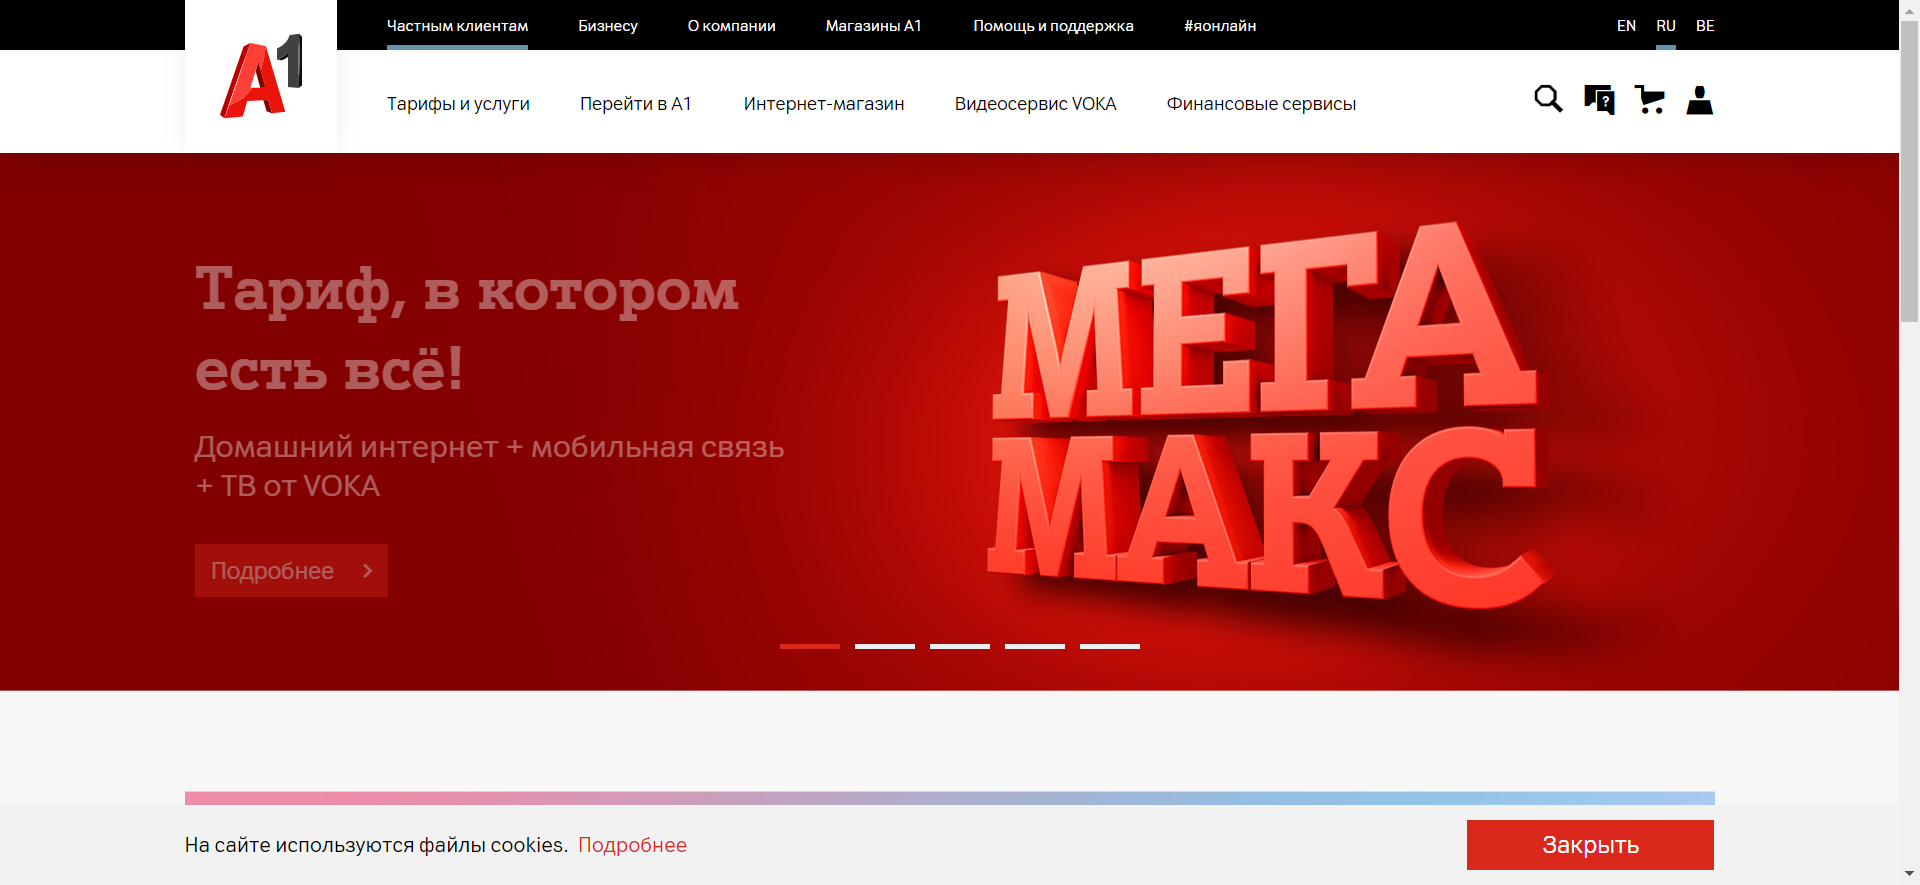 Частным клиентам
Бизнесу
О компании
Магазины А1
Помощь и поддержка
#яонлайн
EN
RU
BE
A1
Тарифы и услуги
Перейти в А1
Интернет-магазин
Видеосервис VOKA
Финансовые сервисы
?
Тариф, в котором
есть всё!
Домашний интернет + мобильная связь
+ ТВ от VOKA
Подробнее
МЕГА
МАКС
На сайте используются файлы cookies. Подробнее
Закрыть